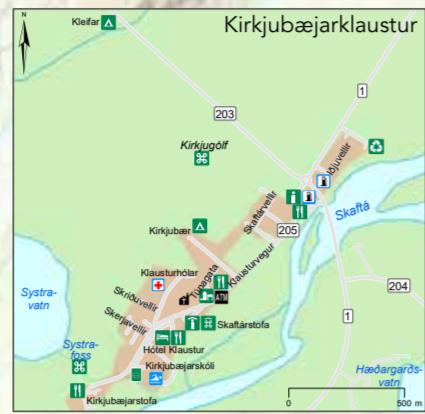 Kirkjubæjarklaustur
N
Kleifar
1
203
Kirkjugólf
Iðjuvellir
Skaftárvellir
Skaftá
205
Kirkjubær
Klausturvegur
Klausturhólar
Túngata
ATM
204
Systra-
vatn
Skriðuvellir
Skerjavellir
Skaftárstofa
1
Systra-
foss
Hótel Klaustur
Kirkjubæjarskóli
Hæðargarðs-
vatn
Kirkjubæjarstofa
0
500 m